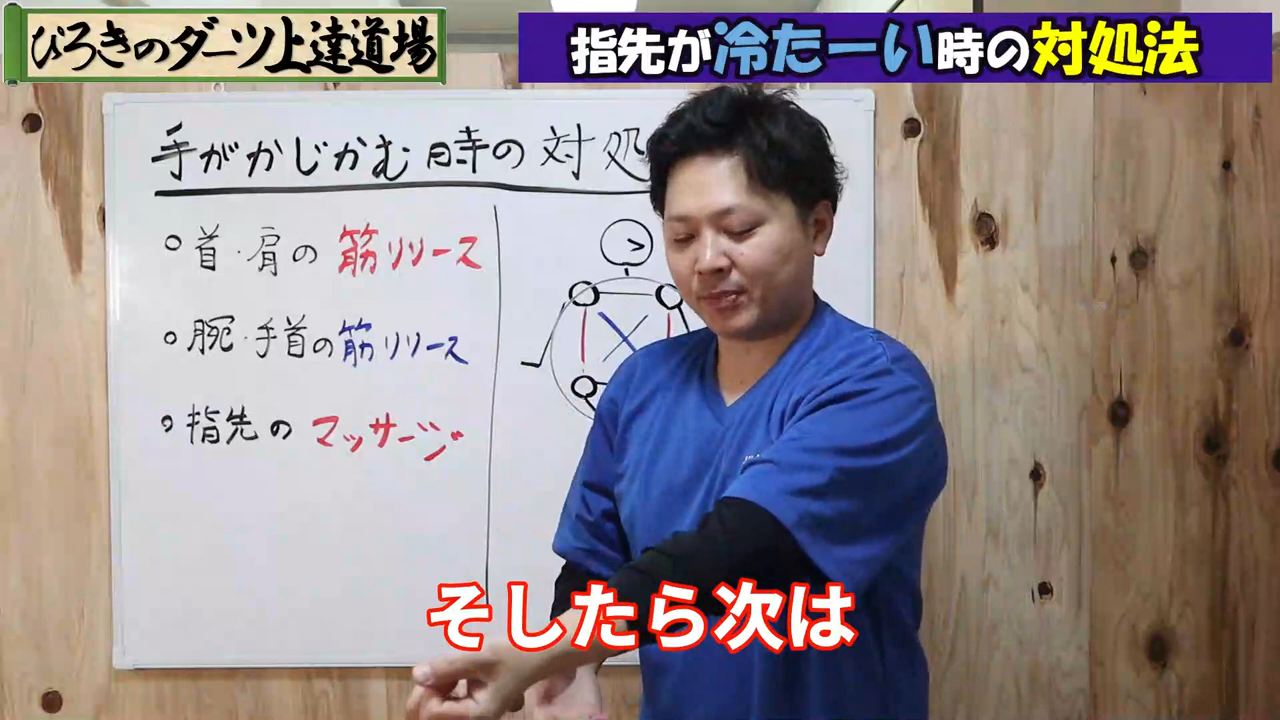 ひろきのダーツ上達道場
指先が冷たーい時の対処法
手がかじかむ時の対処
○首・肩の筋リリース
○腕・手首の筋リリース
○指先のマッサージ
そしたら次は